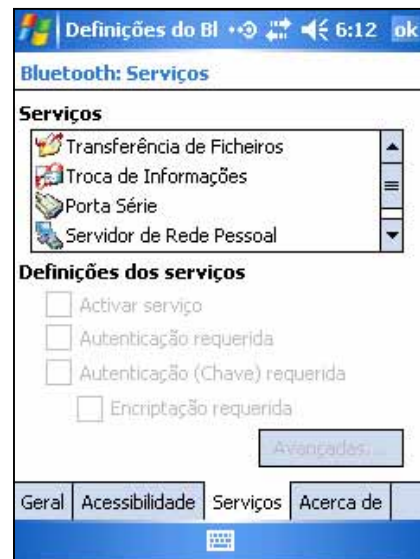 Definições do Bl 6:12 ok
Bluetooth: Serviços
Serviços
Transferência de Ficheiros
Troca de Informações
Porta Série
Servidor de Rede Pessoal
Definições dos serviços
Activar serviço
Autenticação requerida
Autenticação (Chave) requerida
Encriptação requerida
Avançadas...
Geral Acessibilidade Serviços Acerca de